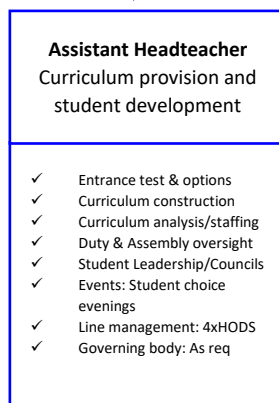 Assistant Headteacher
Curriculum provision and
student development
✓ Entrance test & options
✓ Curriculum construction
✓ Curriculum analysis/staffing
✓ Duty & Assembly oversight
✓ Student Leadership/Councils
✓ Events: Student choice
evenings
✓ Line management: 4xHODS
✓ Governing body: As req